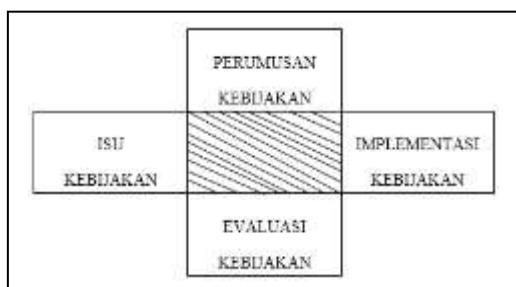 PERUMUSAN
KEBIJAKAN
ISU
KEBIJAKAN
IMPLEMENTASI
KEBIJAKAN
EVALUASI
KEBIJAKAN